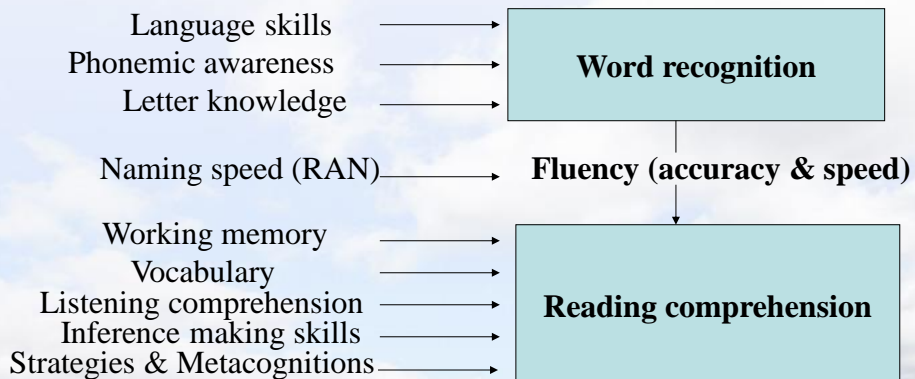 Language skills
Phonemic awareness
Word recognition
Letter knowledge
Naming speed (RAN)
Fluency (accuracy & speed)
Working memory
Vocabulary
Listening comprehension
Reading comprehension
Inference making skills
Strategies & Metacognitions